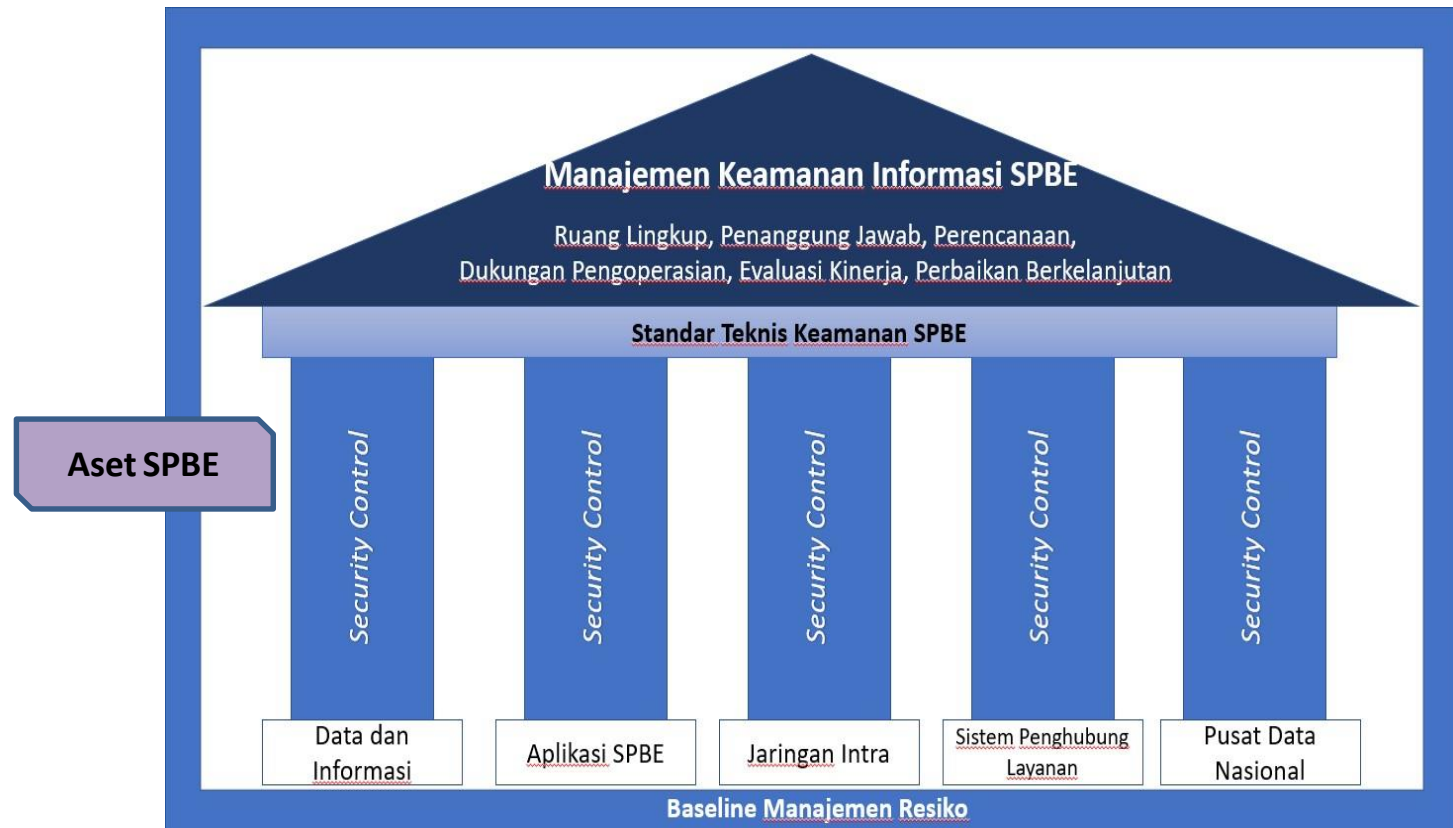 Manajemen Keamanan Informasi SPBE
Ruang Lingkup, Penanggung Jawab, Perencanaan,
Dukungan Pengoperasian, Evaluasi Kinerja, Perbaikan Berkelanjutan
Standar Teknis Keamanan SPBE
Aset SPBE
Security Control
Security Control
Security Control
Security Control
Security Control
Data dan
Informasi
Aplikasi SPBE
Jaringan Intra
Sistem Penghubung
Layanan
Pusat Data
Nasional
Baseline Manajemen Resiko